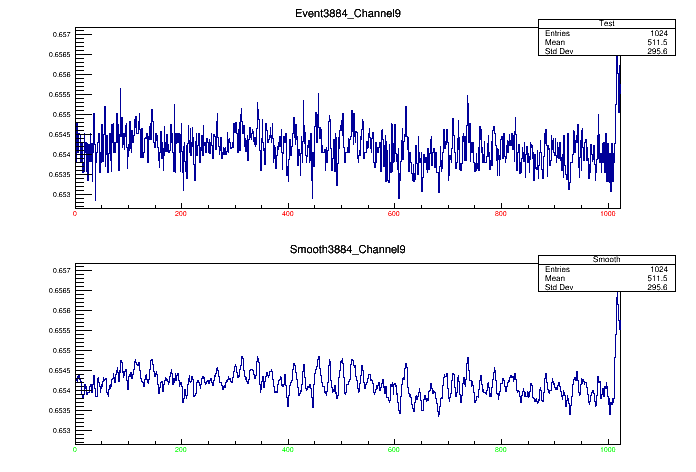 Event3884_Channel9
Test
Entries 1024
Mean 511.5
Std Dev 295.6
0.657
0.6565
0.656
0.6555
0.655
0.6545
0.654
0.6535
0.653
0 200 400 600 800 1000
Smooth3884_Channel9
Smooth
Entries 1024
Mean 511.5
Std Dev 295.6
0.657
0.6565
0.656
0.6555
0.655
0.6545
0.654
0.6535
0.653
0 200 400 600 800 1000